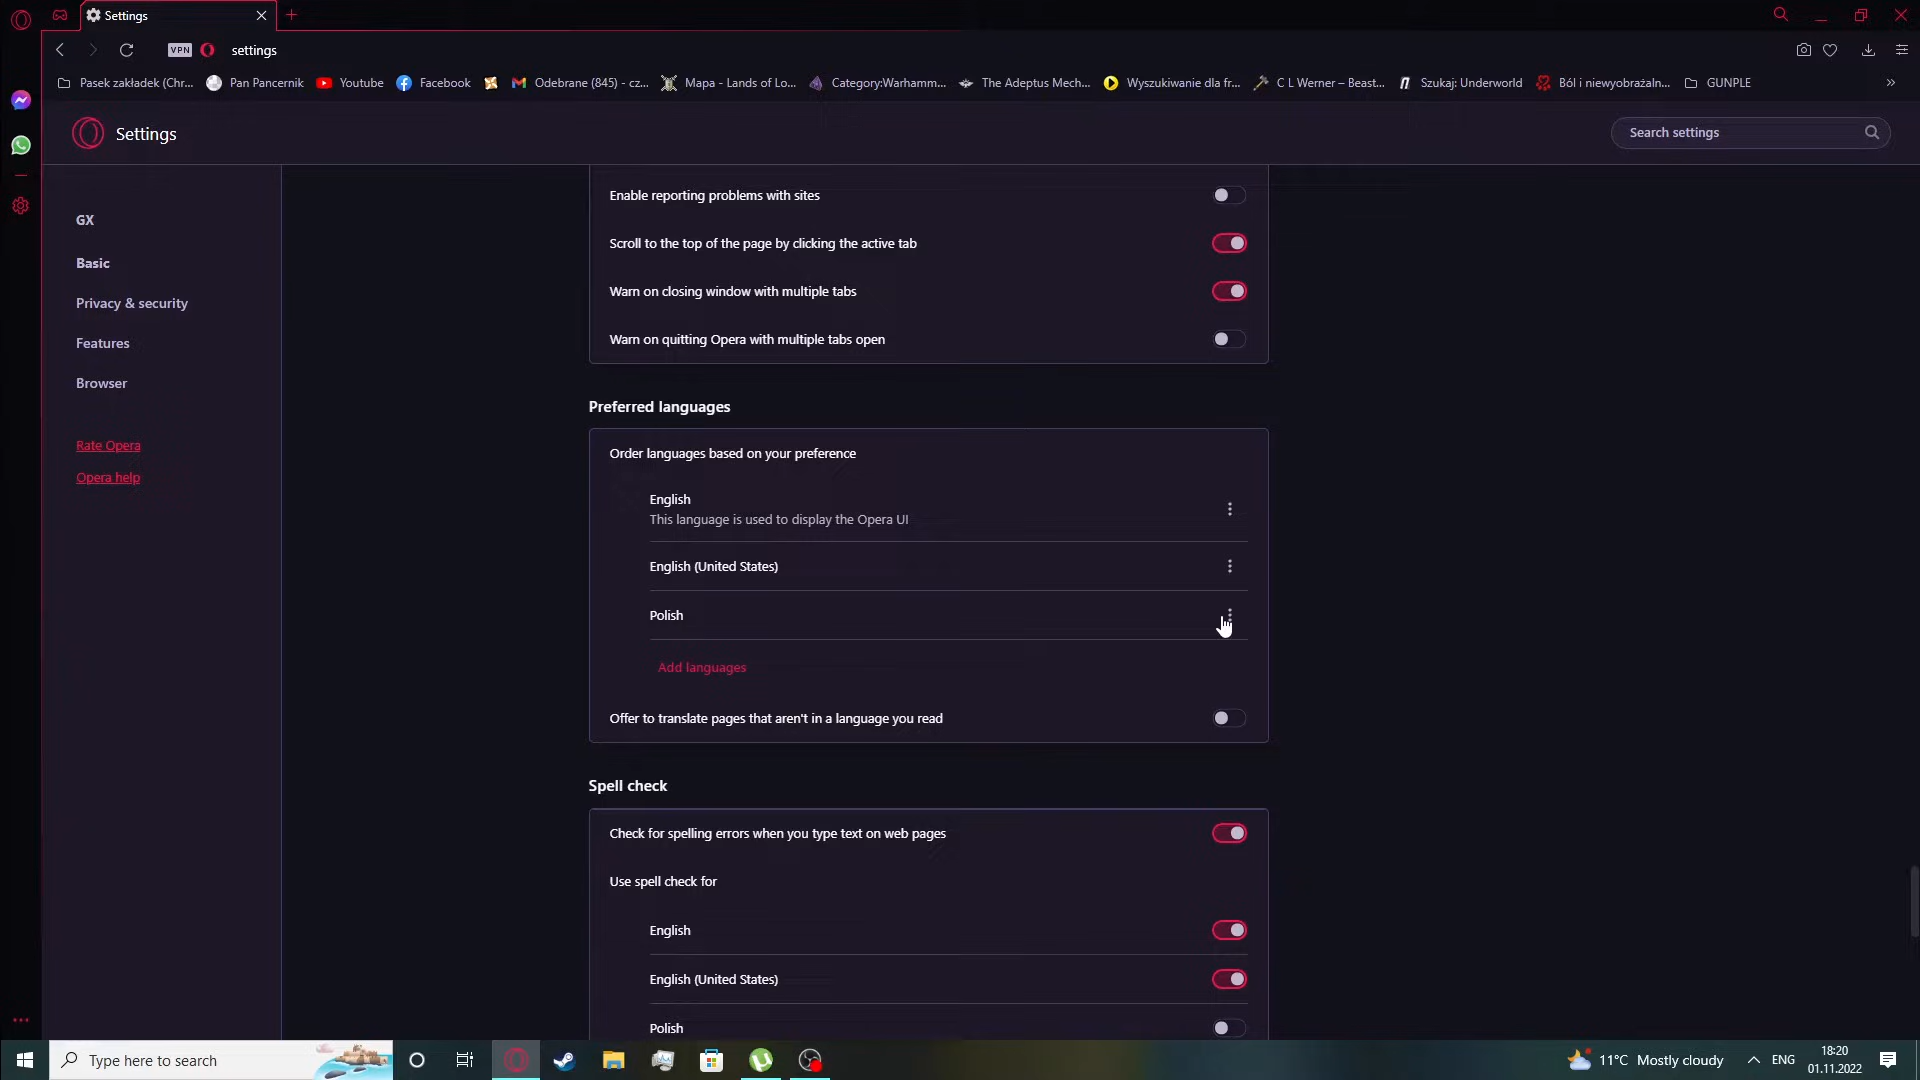 Settings
VPN
settings
Pasek zakładek (Chr...
Pan Pancernik
Youtube
Facebook
Odebrane (845) - cz...
Mapa - Lands of Lo...
Category:Warhamm...
The Adeptus Mech...
Wyszukiwanie dla fr...
C L Werner – Beast...
Szukaj: Underworld
Ból i niewyobrażaln...
GUNPLE
»
Settings
Search settings
GX
Basic
Privacy & security
Features
Browser
Rate Opera
Opera help
Enable reporting problems with sites
Scroll to the top of the page by clicking the active tab
Warn on closing window with multiple tabs
Warn on quitting Opera with multiple tabs open
Preferred languages
Order languages based on your preference
English
This language is used to display the Opera UI
English (United States)
Polish
Add languages
Offer to translate pages that aren't in a language you read
Spell check
Check for spelling errors when you type text on web pages
Use spell check for
English
English (United States)
Polish
Type here to search
11°C Mostly cloudy
ENG
18:20
01.11.2022